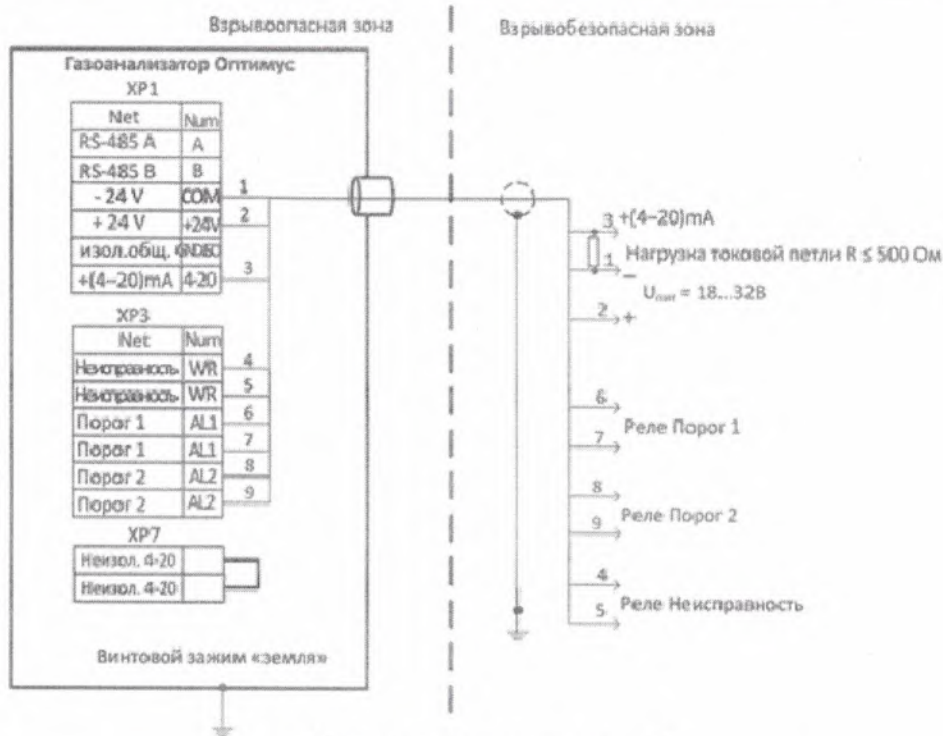 Взрывоопасная зона
Взрывобезопасная зона
Газоанализатор Оптимус
XP1
Net Num
RS-485 A A
RS-485 B B
- 24 V COM 1
+ 24 V +24V 2
изол.общ. GNDISO
+(4–20)mA 4-20 3
XP3
Net Num
Неисправность WR 4
Неисправность WR 5
Порог 1 AL1 6
Порог 1 AL1 7
Порог 2 AL2 8
Порог 2 AL2 9
XP7
Неизол. 4-20
Неизол. 4-20
Винтовой зажим «земля»
3 +(4–20)mA
Нагрузка токовой петли R ≤ 500 Ом
1 –
Uпит = 18...32В
2 +
6
Реле Порог 1
7
8
Реле Порог 2
9
4
Реле Неисправность
5